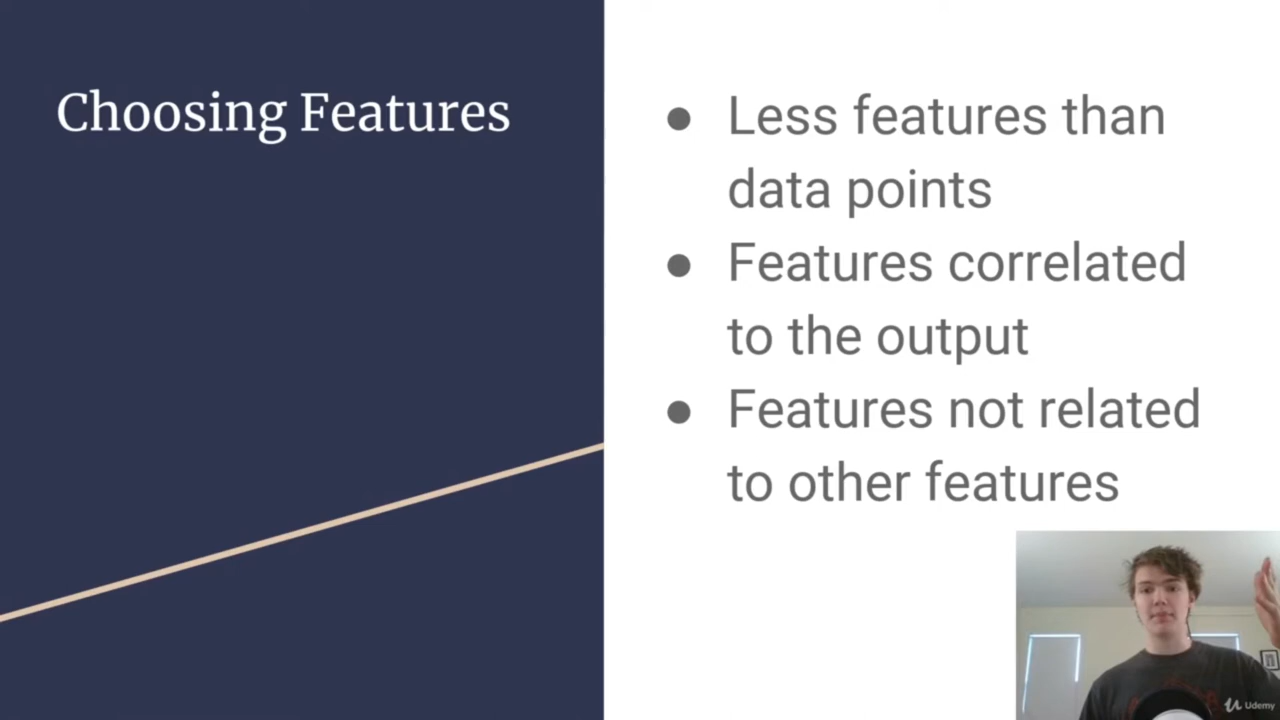 Choosing Features
● Less features than
data points
● Features correlated
to the output
● Features not related
to other features
Udemy